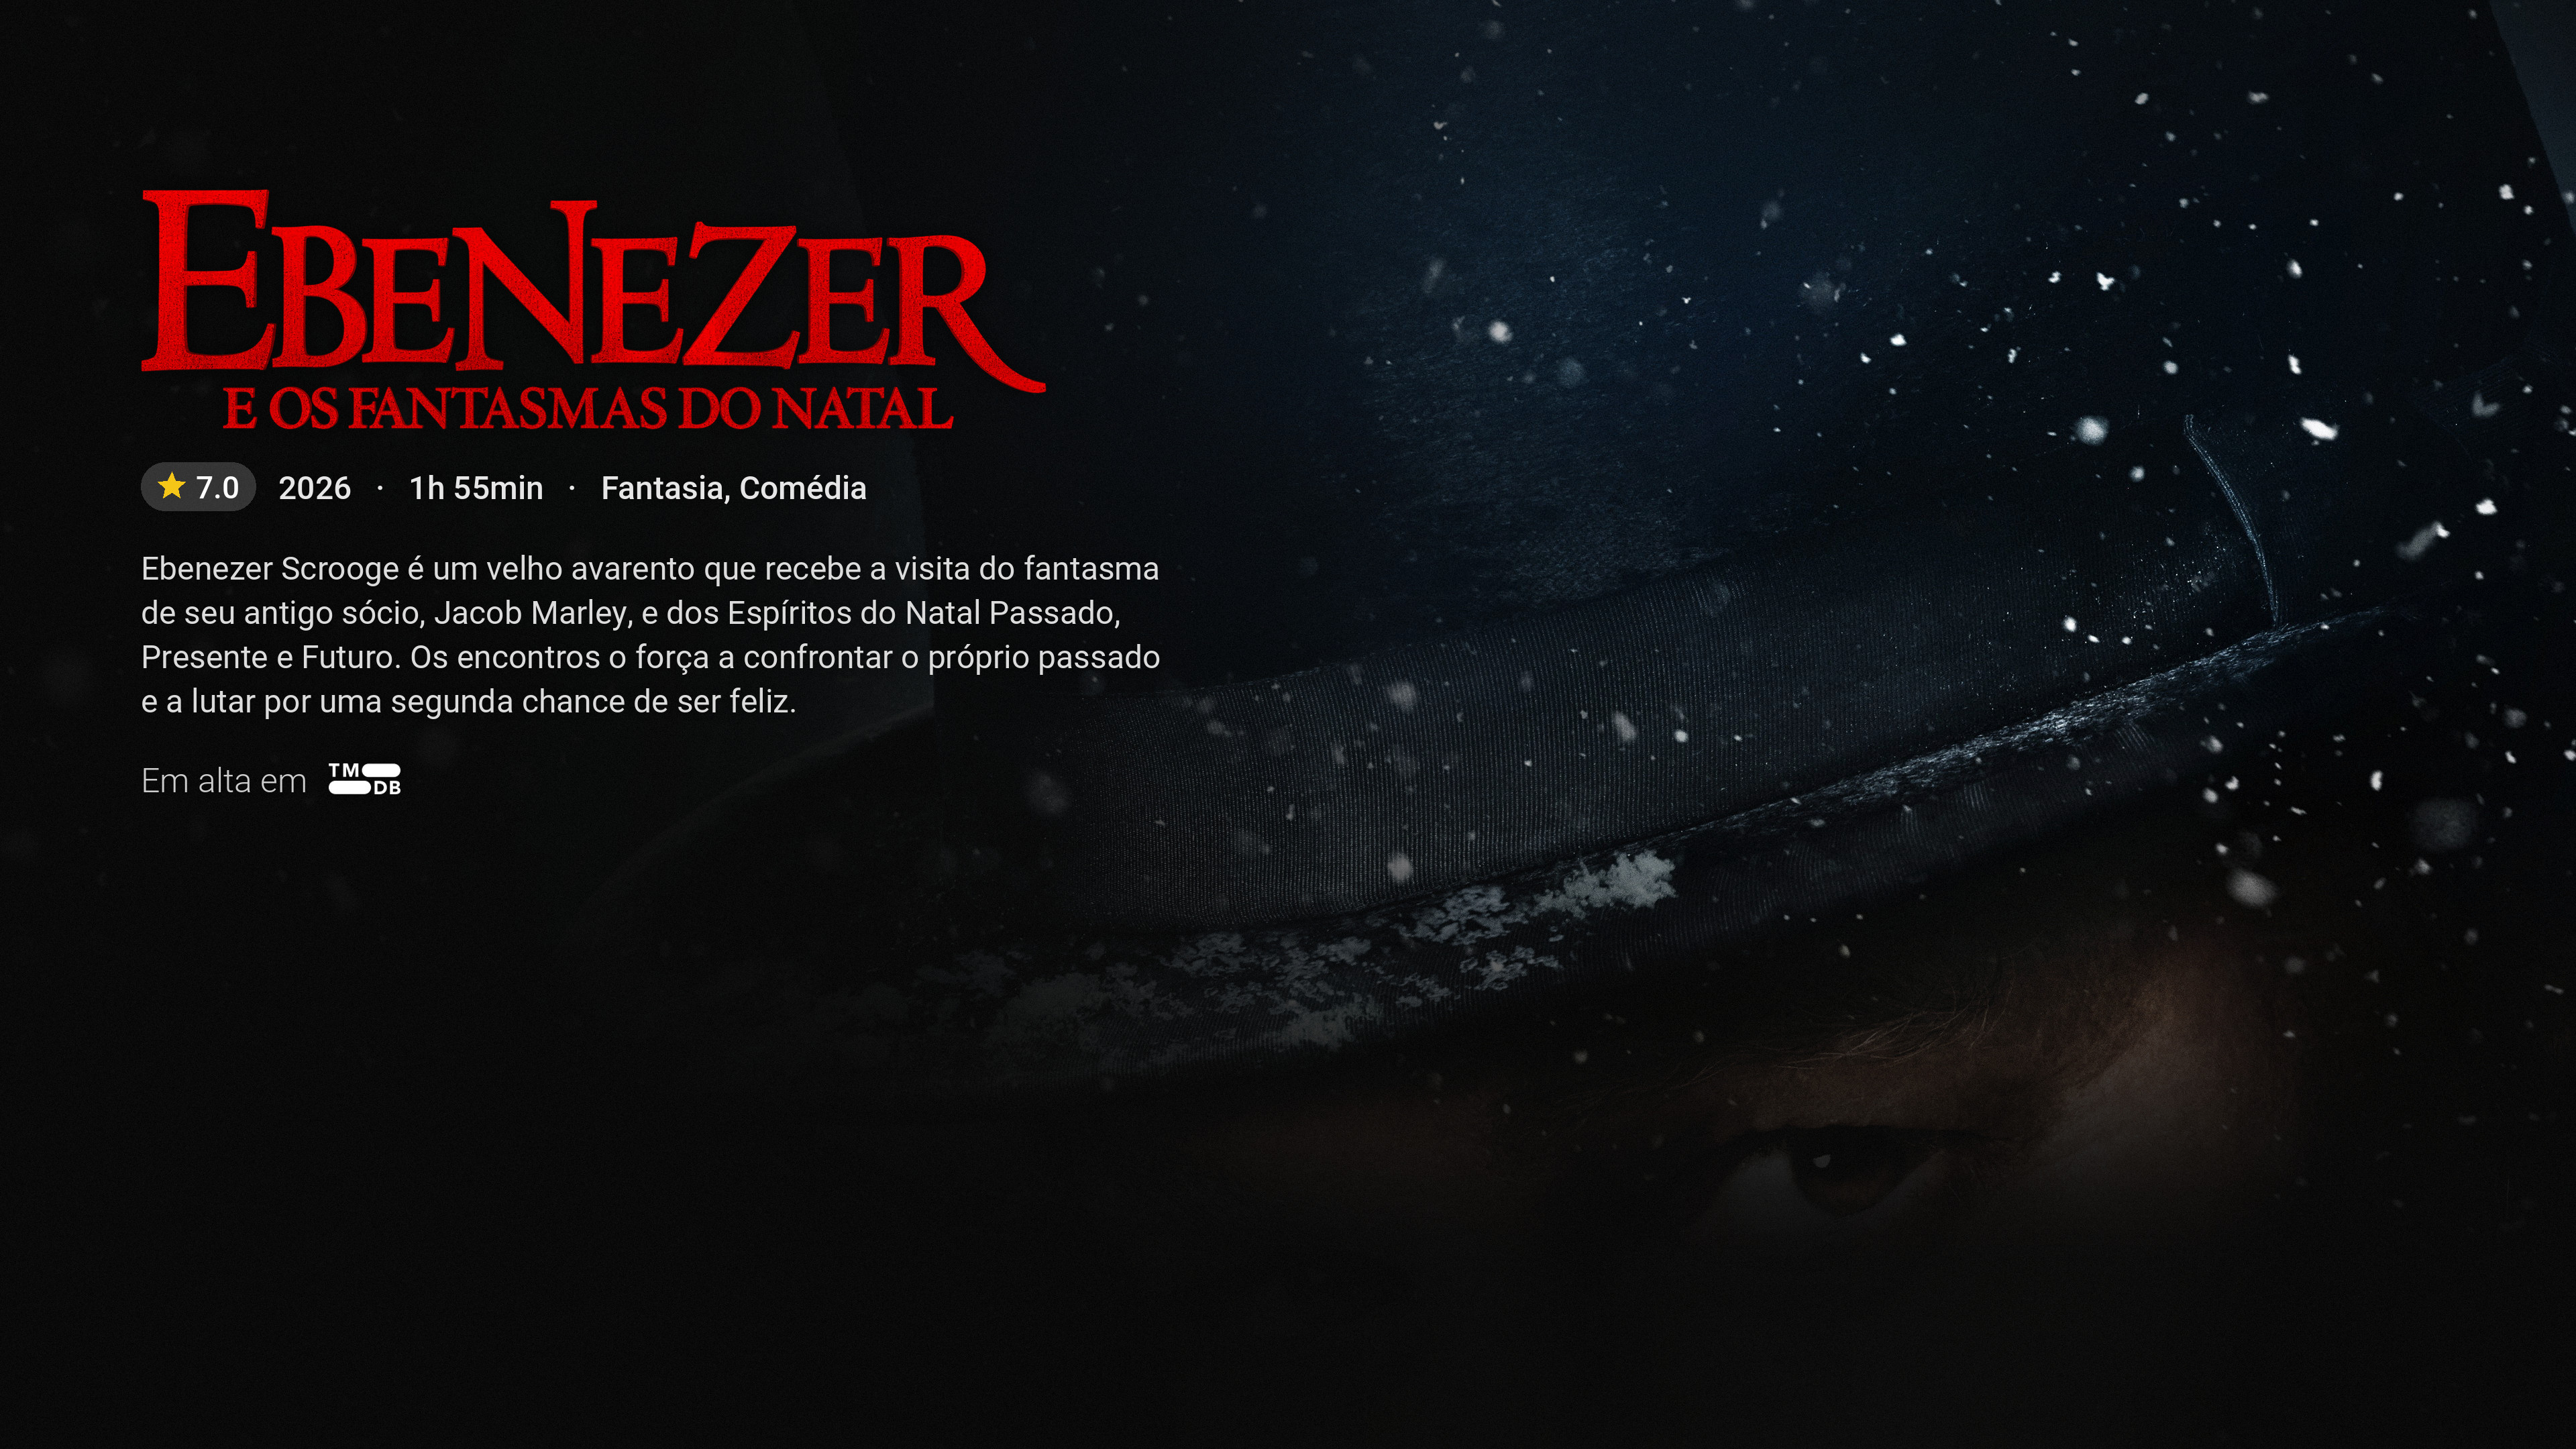 EBENEZER
E OS FANTASMAS DO NATAL
7.0 2026 · 1h 55min · Fantasia, Comédia
Ebenezer Scrooge é um velho avarento que recebe a visita do fantasma
de seu antigo sócio, Jacob Marley, e dos Espíritos do Natal Passado,
Presente e Futuro. Os encontros o força a confrontar o próprio passado
e a lutar por uma segunda chance de ser feliz.
Em alta em TMDB